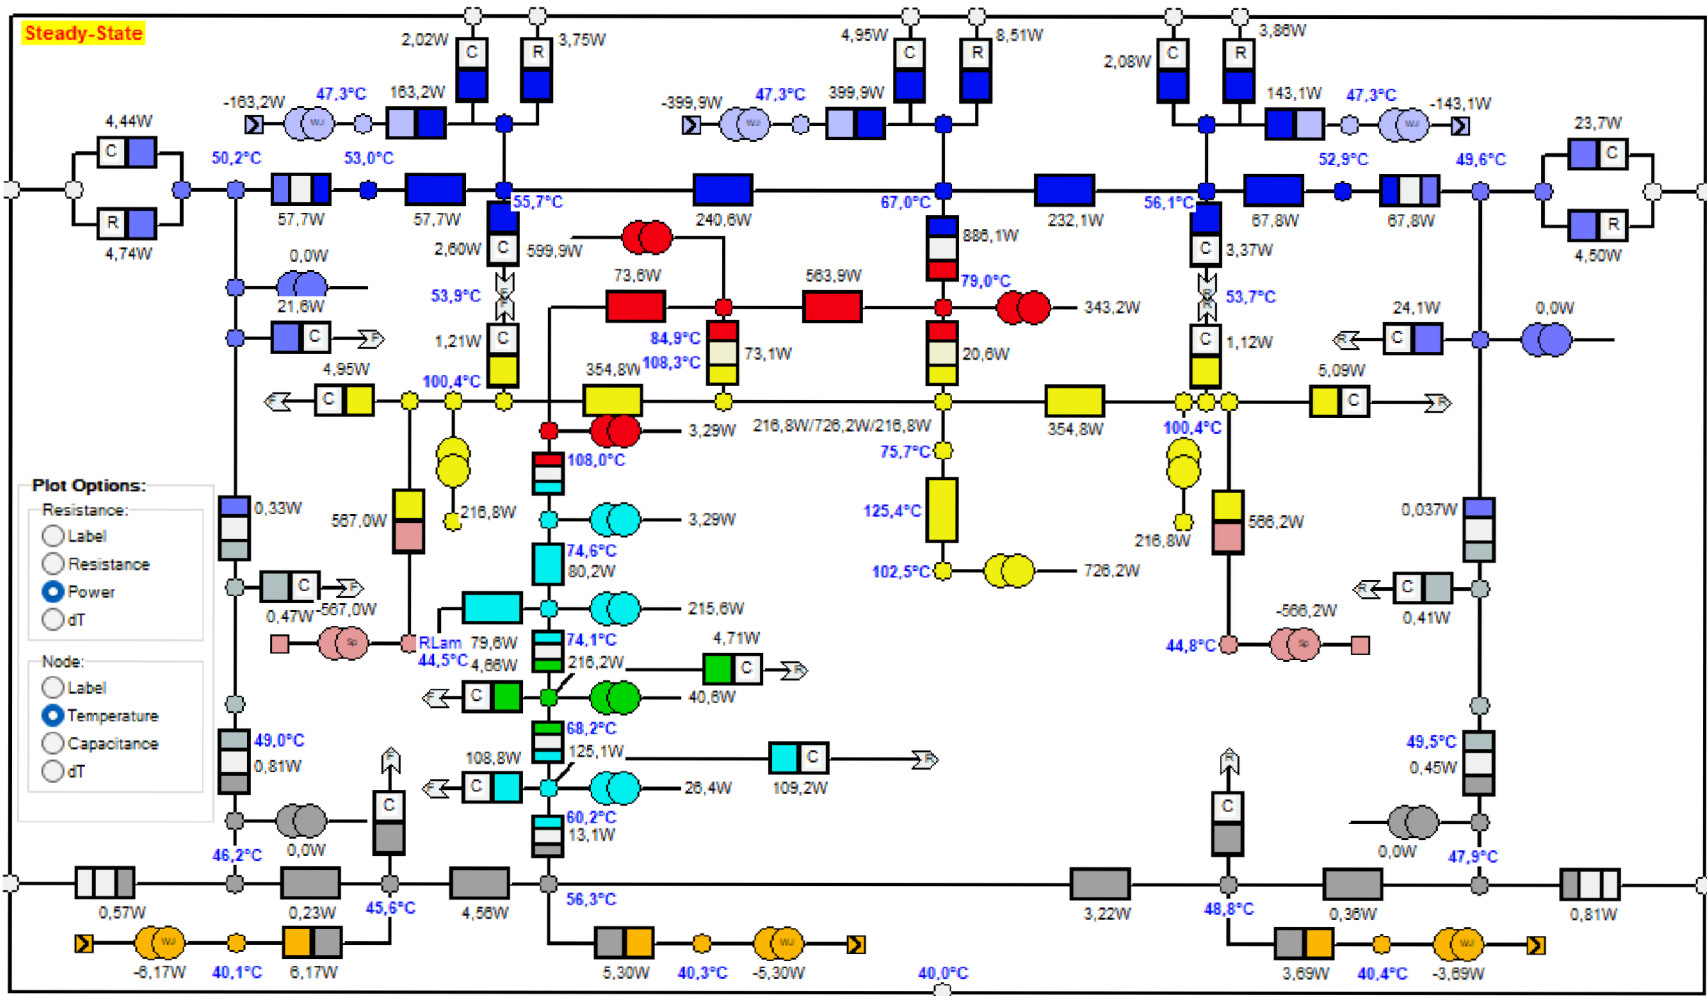 Steady-State
2,02W
C
R
3,75W
4,95W
C
R
8,51W
2,08W
C
R
3,86W
-163,2W
47,3°C
163,2W
WJ
-399,9W
47,3°C
399,9W
WJ
143,1W
47,3°C
-143,1W
WJ
4,44W
C
50,2°C
53,0°C
52,9°C
49,6°C
23,7W
C
R
4,74W
57,7W
57,7W
55,7°C
240,6W
67,0°C
232,1W
56,1°C
67,8W
67,8W
R
4,50W
2,60W
C
599,9W
886,1W
C
3,37W
0,0W
21,6W
C
F
53,9°C
F
F
73,6W
563,9W
79,0°C
343,2W
R
R
53,7°C
24,1W
R
C
0,0W
1,21W
C
84,9°C
108,3°C
73,1W
20,6W
C
1,12W
4,95W
F
C
100,4°C
354,8W
354,8W
5,09W
C
R
216,8W/726,2W/216,8W
3,29W
100,4°C
108,0°C
75,7°C
Plot Options:
Resistance:
Label
Resistance
Power
dT
Node:
Label
Temperature
Capacitance
dT
0,33W
567,0W
216,8W
3,29W
125,4°C
216,8W
566,2W
0,037W
74,6°C
80,2W
102,5°C
726,2W
C
F
0,47W
-567,0W
Sp
RLam
44,5°C
79,6W
215,6W
74,1°C
4,71W
C
R
-566,2W
44,8°C
Sp
R
C
0,41W
4,66W
F
C
216,2W
40,6W
68,2°C
49,0°C
0,81W
F
C
108,8W
F
C
125,1W
C
R
109,2W
26,4W
60,2°C
13,1W
R
C
49,5°C
0,45W
0,0W
46,2°C
0,0W
47,9°C
0,57W
0,23W
45,6°C
4,56W
56,3°C
3,22W
48,8°C
0,36W
0,81W
WJ
-6,17W
40,1°C
6,17W
5,30W
40,3°C
WJ
-5,30W
40,0°C
3,69W
40,4°C
WJ
-3,69W